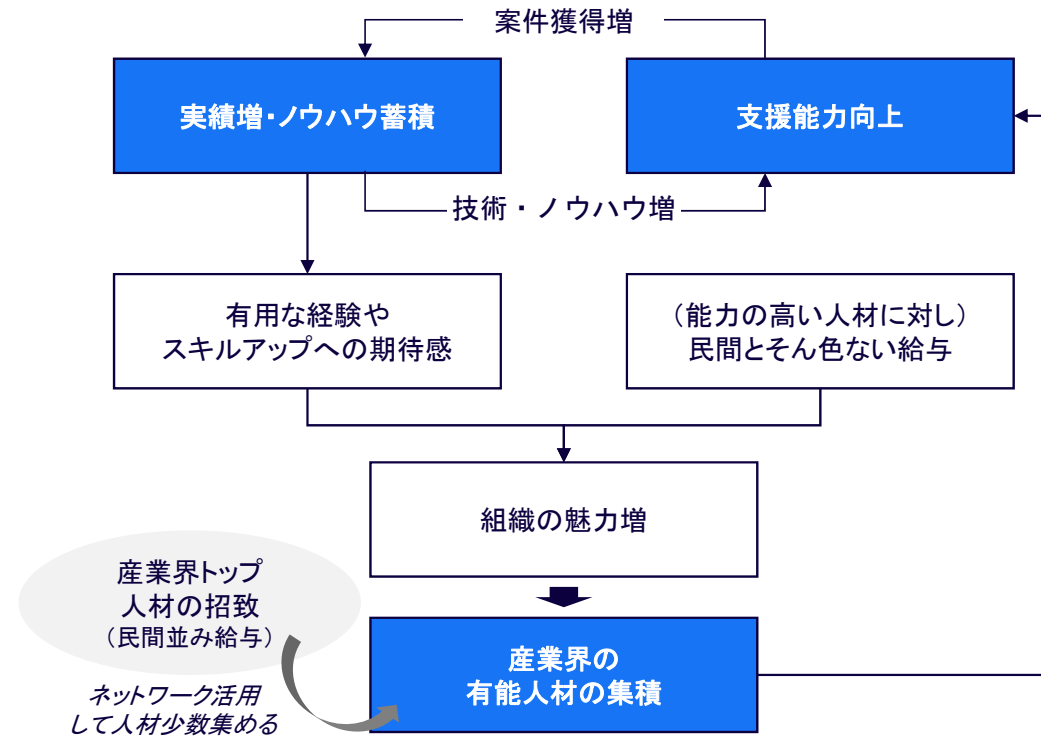 案件獲得増
実績増・ノウハウ蓄積
支援能力向上
技術・ノウハウ増
有用な経験や
スキルアップへの期待感
（能力の高い人材に対し）
民間とそん色ない給与
組織の魅力増
産業界トップ
人材の招致
（民間並み給与）
ネットワーク活用
して人材少数集める
産業界の
有能人材の集積